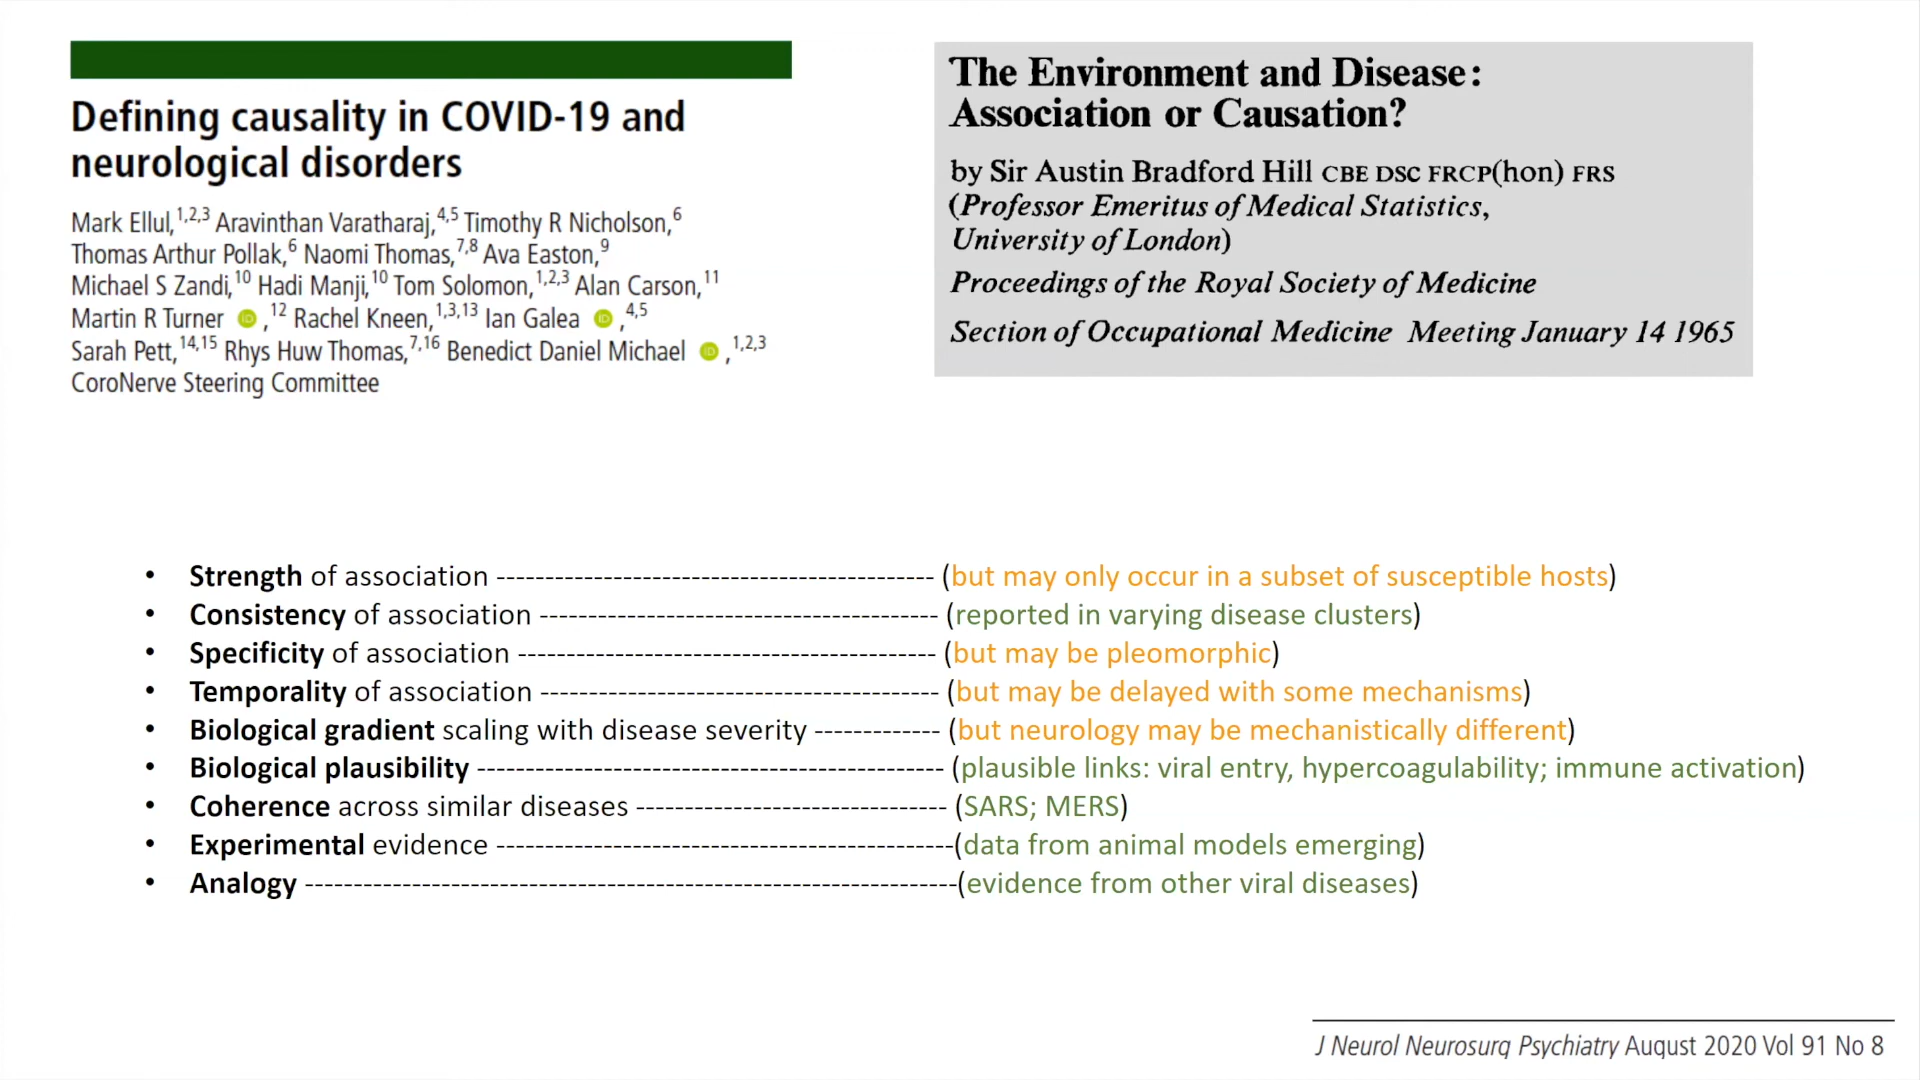 Defining causality in COVID-19 and
neurological disorders
Mark Ellul,1,2,3 Aravinthan Varatharaj,4,5 Timothy R Nicholson,6
Thomas Arthur Pollak,6 Naomi Thomas,7,8 Ava Easton,9
Michael S Zandi,10 Hadi Manji,10 Tom Solomon,1,2,3 Alan Carson,11
Martin R Turner iD ,12 Rachel Kneen,1,3,13 Ian Galea iD ,4,5
Sarah Pett,14,15 Rhys Huw Thomas,7,16 Benedict Daniel Michael iD ,1,2,3
CoroNerve Steering Committee
The Environment and Disease:
Association or Causation?
by Sir Austin Bradford Hill CBE DSC FRCP(hon) FRS
(Professor Emeritus of Medical Statistics,
University of London)
Proceedings of the Royal Society of Medicine
Section of Occupational Medicine Meeting January 14 1965
• Strength of association --------------------------------------------- (but may only occur in a subset of susceptible hosts)
• Consistency of association ----------------------------------------- (reported in varying disease clusters)
• Specificity of association ------------------------------------------- (but may be pleomorphic)
• Temporality of association ----------------------------------------- (but may be delayed with some mechanisms)
• Biological gradient scaling with disease severity ------------- (but neurology may be mechanistically different)
• Biological plausibility ------------------------------------------------ (plausible links: viral entry, hypercoagulability; immune activation)
• Coherence across similar diseases -------------------------------- (SARS; MERS)
• Experimental evidence -----------------------------------------------(data from animal models emerging)
• Analogy -------------------------------------------------------------------(evidence from other viral diseases)
J Neurol Neurosurg Psychiatry August 2020 Vol 91 No 8